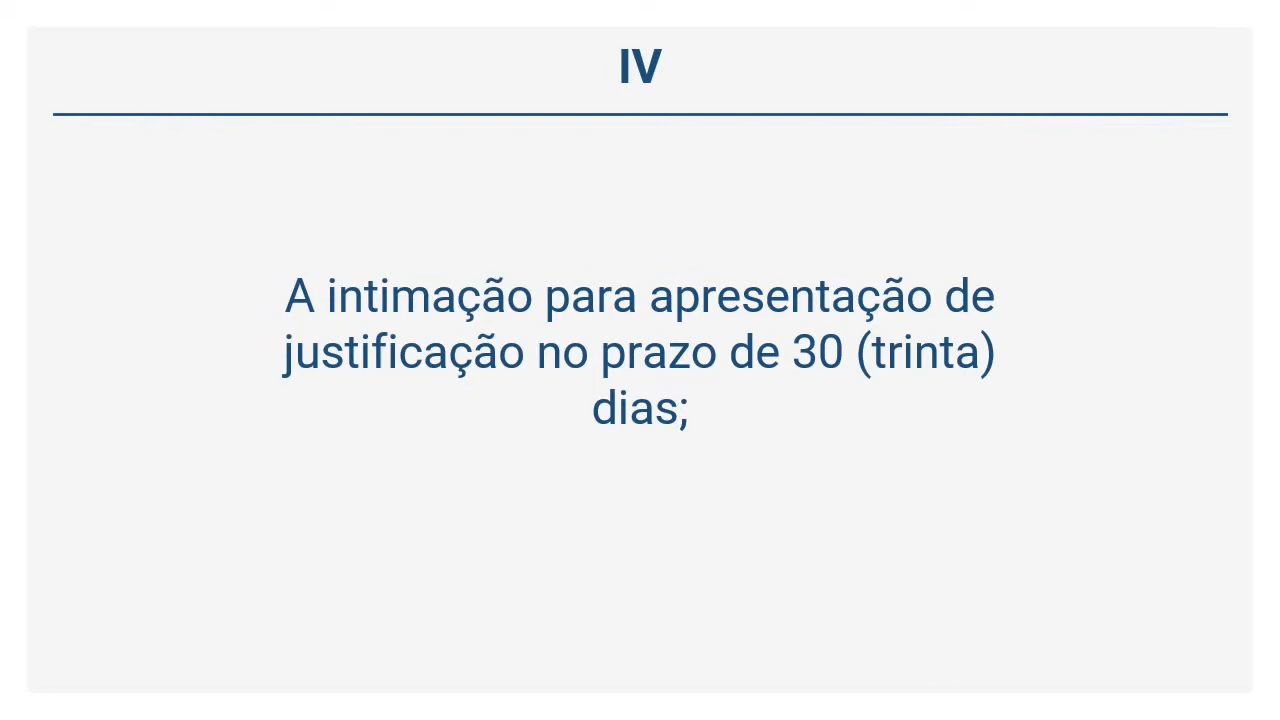 IV
A intimação para apresentação de
justificação no prazo de 30 (trinta)
dias;